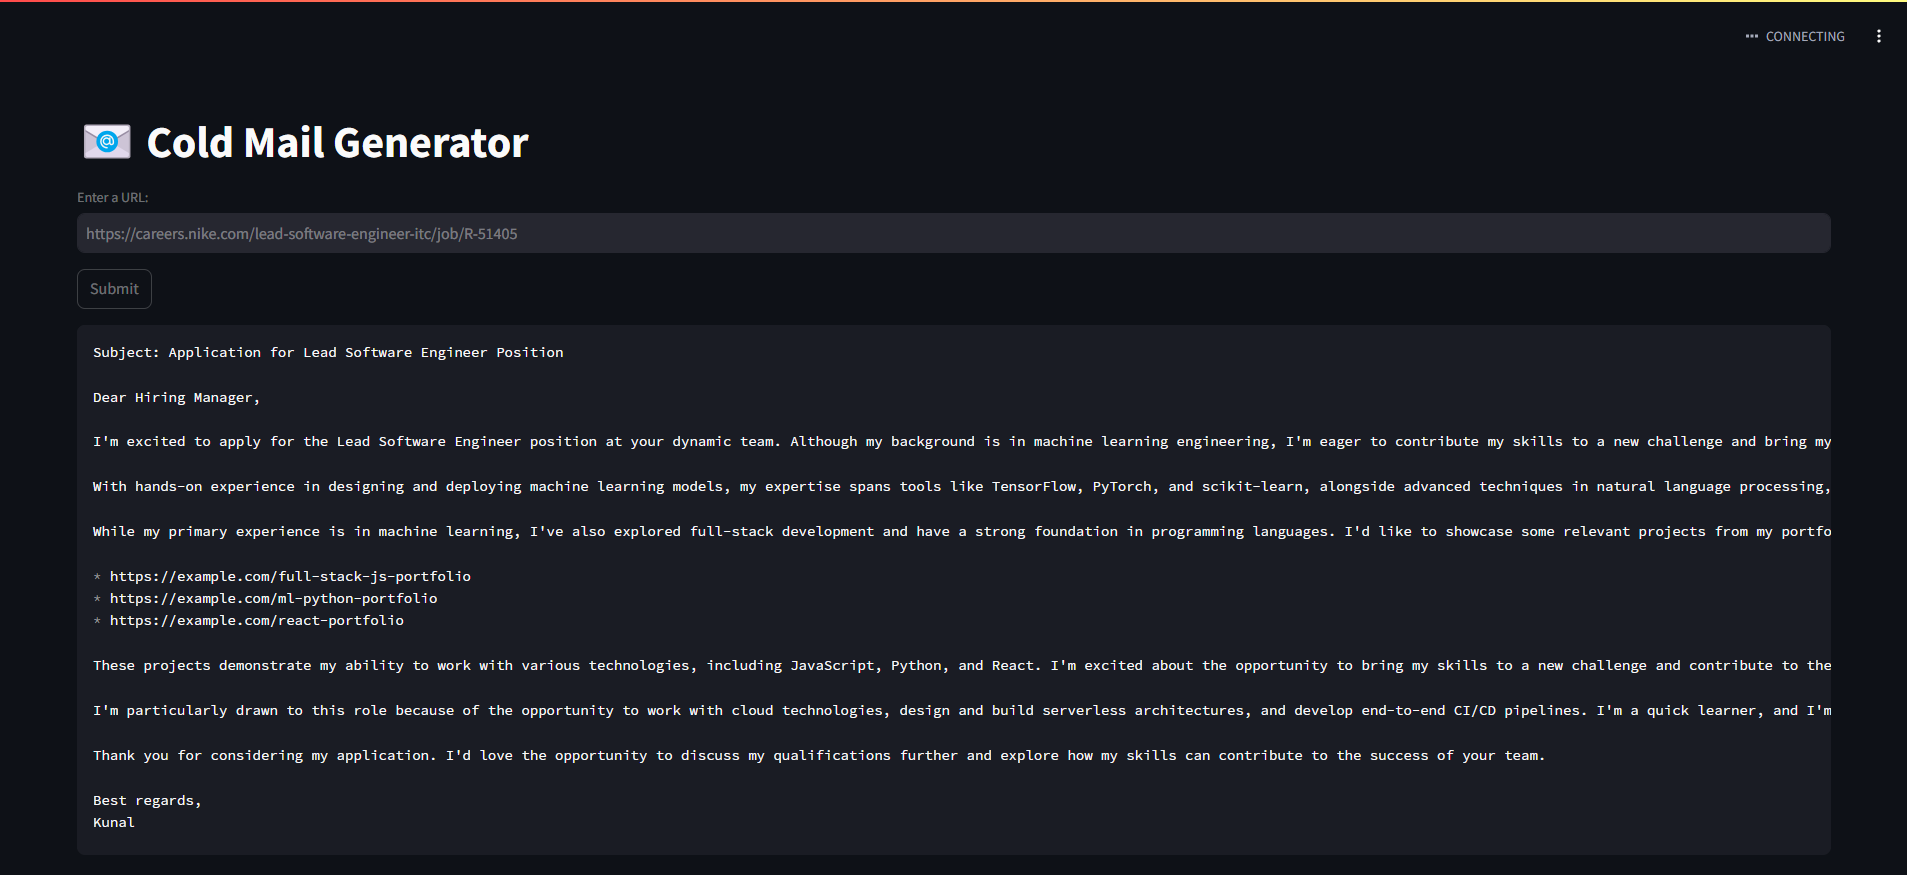 CONNECTING
Cold Mail Generator
Enter a URL:
https://careers.nike.com/lead-software-engineer-itc/job/R-51405
Submit
Subject: Application for Lead Software Engineer Position
Dear Hiring Manager,
I'm excited to apply for the Lead Software Engineer position at your dynamic team. Although my background is in machine learning engineering, I'm eager to contribute my skills to a new challenge and bring my
With hands-on experience in designing and deploying machine learning models, my expertise spans tools like TensorFlow, PyTorch, and scikit-learn, alongside advanced techniques in natural language processing,
While my primary experience is in machine learning, I've also explored full-stack development and have a strong foundation in programming languages. I'd like to showcase some relevant projects from my portfo
* https://example.com/full-stack-js-portfolio
* https://example.com/ml-python-portfolio
* https://example.com/react-portfolio
These projects demonstrate my ability to work with various technologies, including JavaScript, Python, and React. I'm excited about the opportunity to bring my skills to a new challenge and contribute to the
I'm particularly drawn to this role because of the opportunity to work with cloud technologies, design and build serverless architectures, and develop end-to-end CI/CD pipelines. I'm a quick learner, and I'm
Thank you for considering my application. I'd love the opportunity to discuss my qualifications further and explore how my skills can contribute to the success of your team.
Best regards,
Kunal